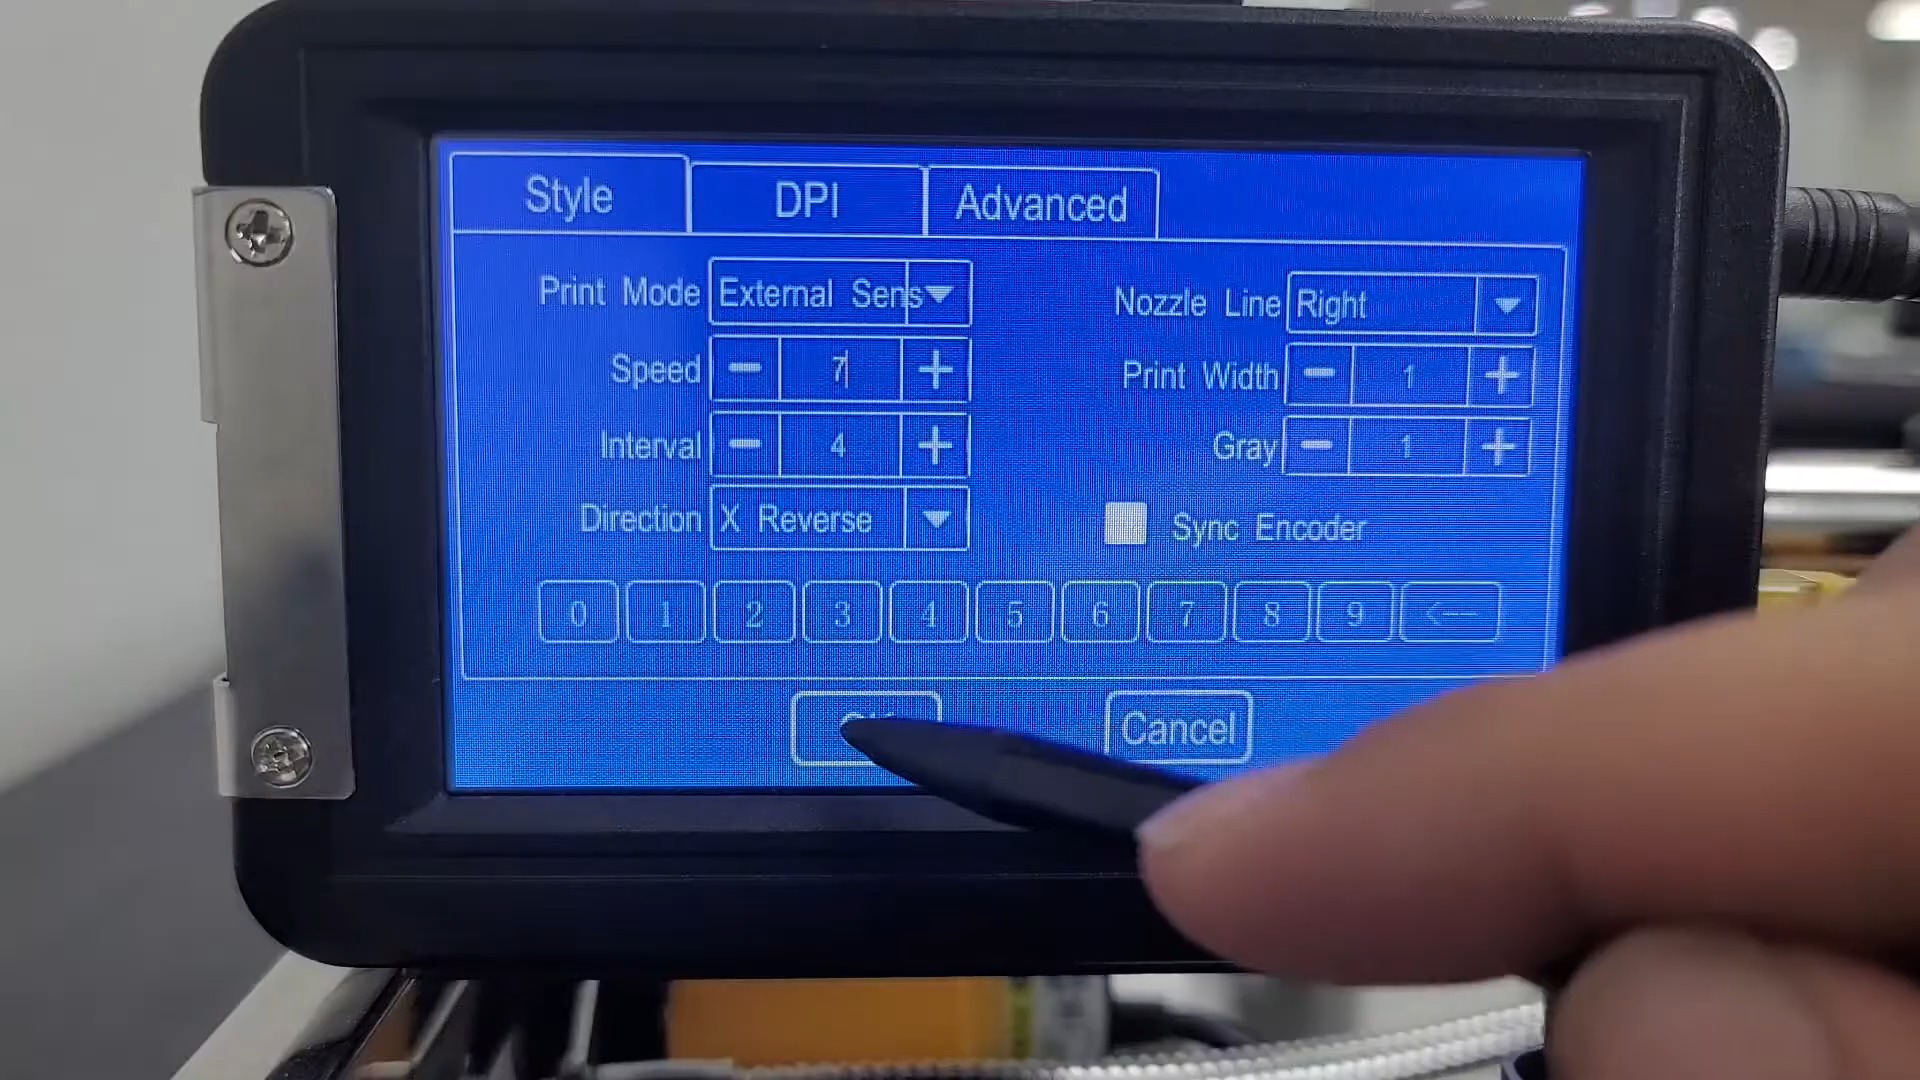 Style DPI Advanced
Print Mode External Sens Nozzle Line Right
Speed - 7 + Print Width - 1 +
Interval - 4 + Gray - 1 +
Direction X Reverse Sync Encoder
0 1 2 3 4 5 6 7 8 9 <--
Cancel